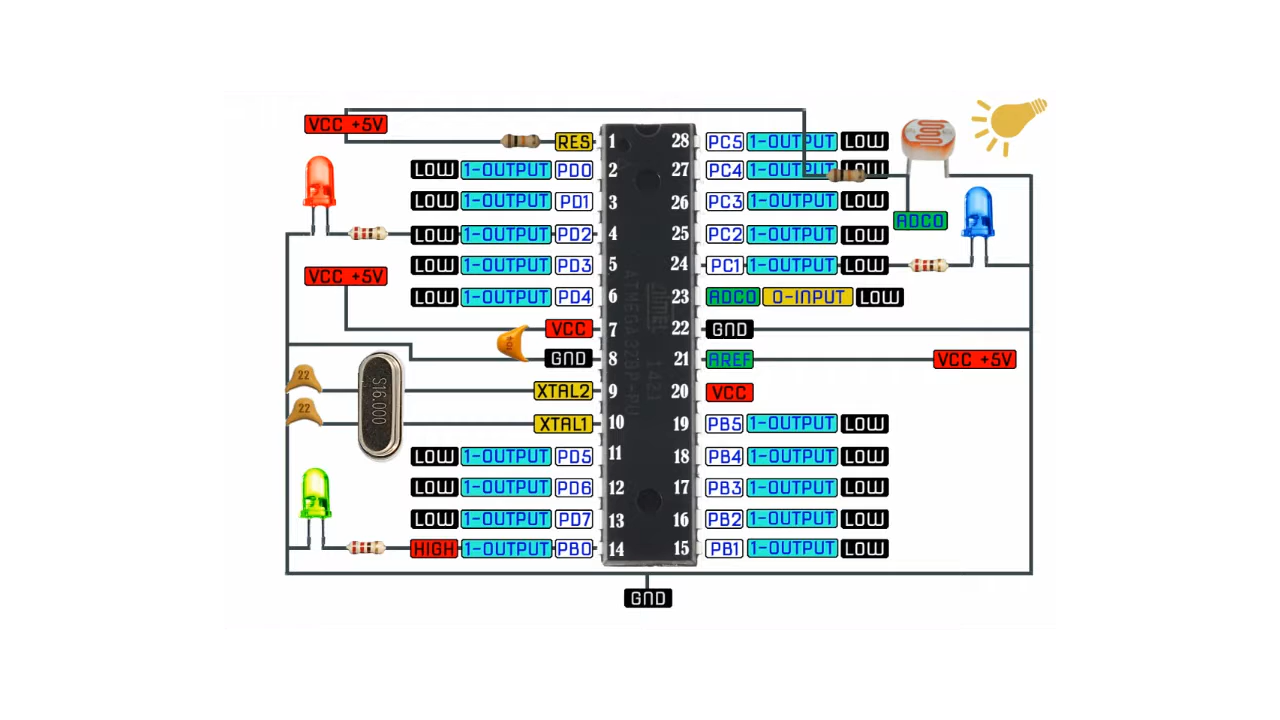 VCC +5V
RES 1 28 PC5 1-OUTPUT LOW
LOW 1-OUTPUT PD0 2 27 PC4 1-OUTPUT LOW
LOW 1-OUTPUT PD1 3 26 PC3 1-OUTPUT LOW
ADC0
LOW 1-OUTPUT PD2 4 25 PC2 1-OUTPUT LOW
LOW 1-OUTPUT PD3 5 24 PC1 1-OUTPUT LOW
VCC +5V
LOW 1-OUTPUT PD4 6 23 ADC0 0-INPUT LOW
VCC 7 22 GND
GND 8 21 AREF VCC +5V
22 XTAL2 9 20 VCC
22 XTAL1 10 19 PB5 1-OUTPUT LOW
S16.000
ATMEL
ATMEGA328P-PU
1421
LOW 1-OUTPUT PD5 11 18 PB4 1-OUTPUT LOW
LOW 1-OUTPUT PD6 12 17 PB3 1-OUTPUT LOW
LOW 1-OUTPUT PD7 13 16 PB2 1-OUTPUT LOW
HIGH 1-OUTPUT PB0 14 15 PB1 1-OUTPUT LOW
GND